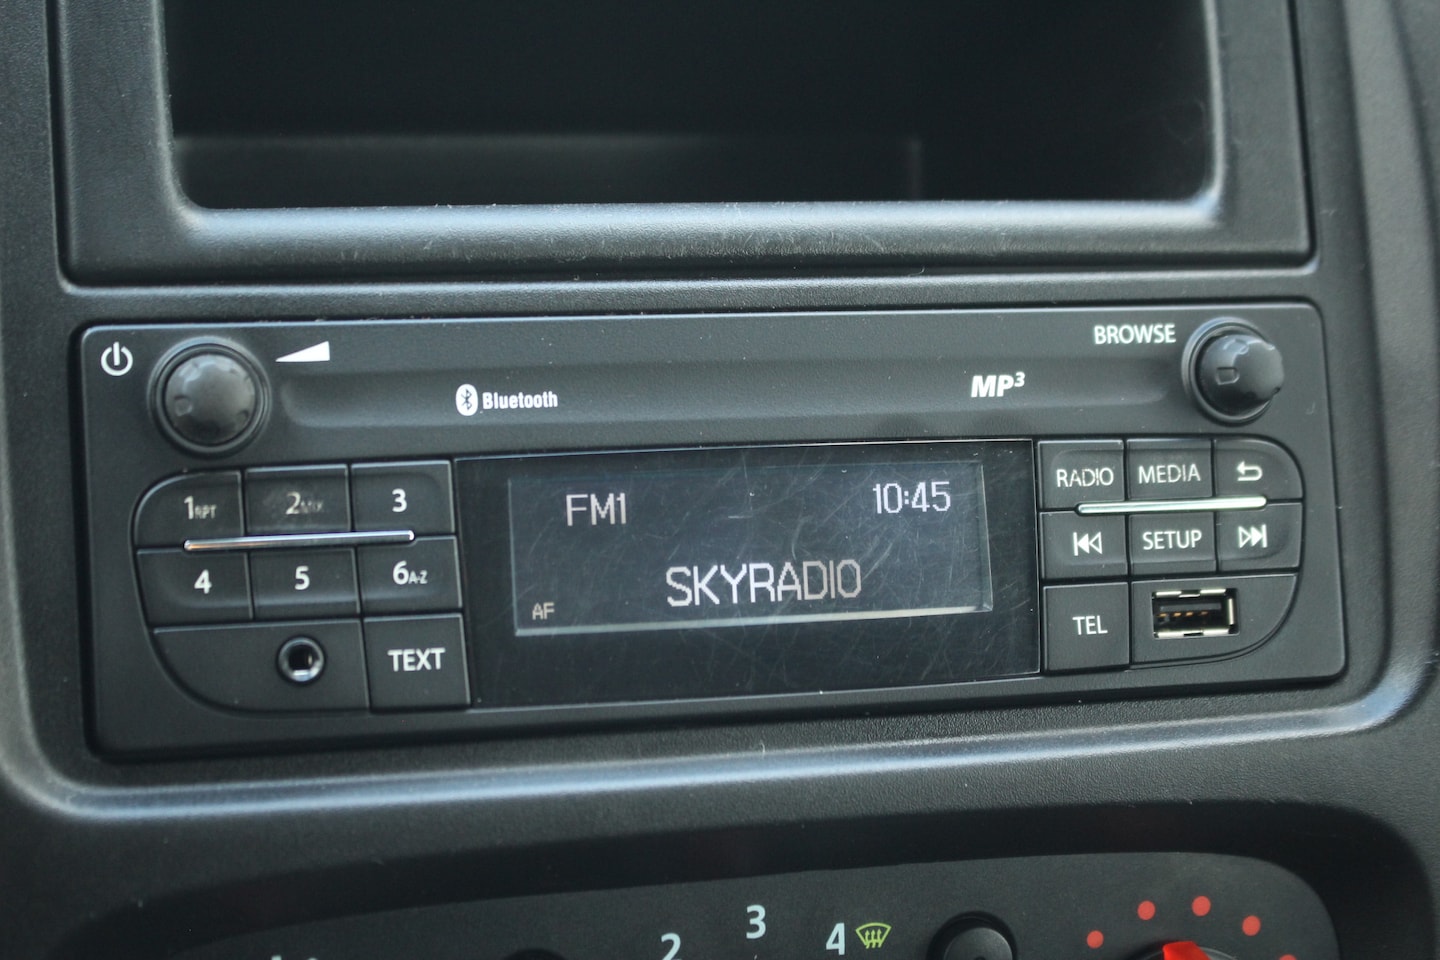 BROWSE
Bluetooth
MP3
1RPT
2MIX
3
4
5
6A-Z
TEXT
FM1
10:45
SKYRADIO
AF
RADIO
MEDIA
SETUP
TEL
2
3
4